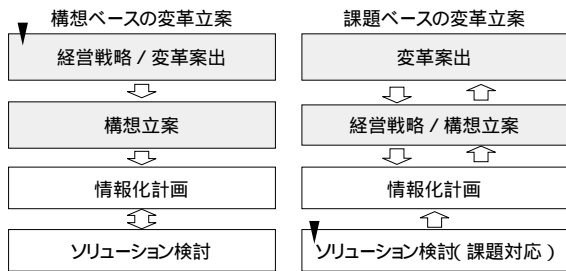 構想ベースの変革立案
経営戦略 / 変革案出
構想立案
情報化計画
ソリューション検討
課題ベースの変革立案
変革案出
経営戦略 / 構想立案
情報化計画
ソリューション検討( 課題対応 )